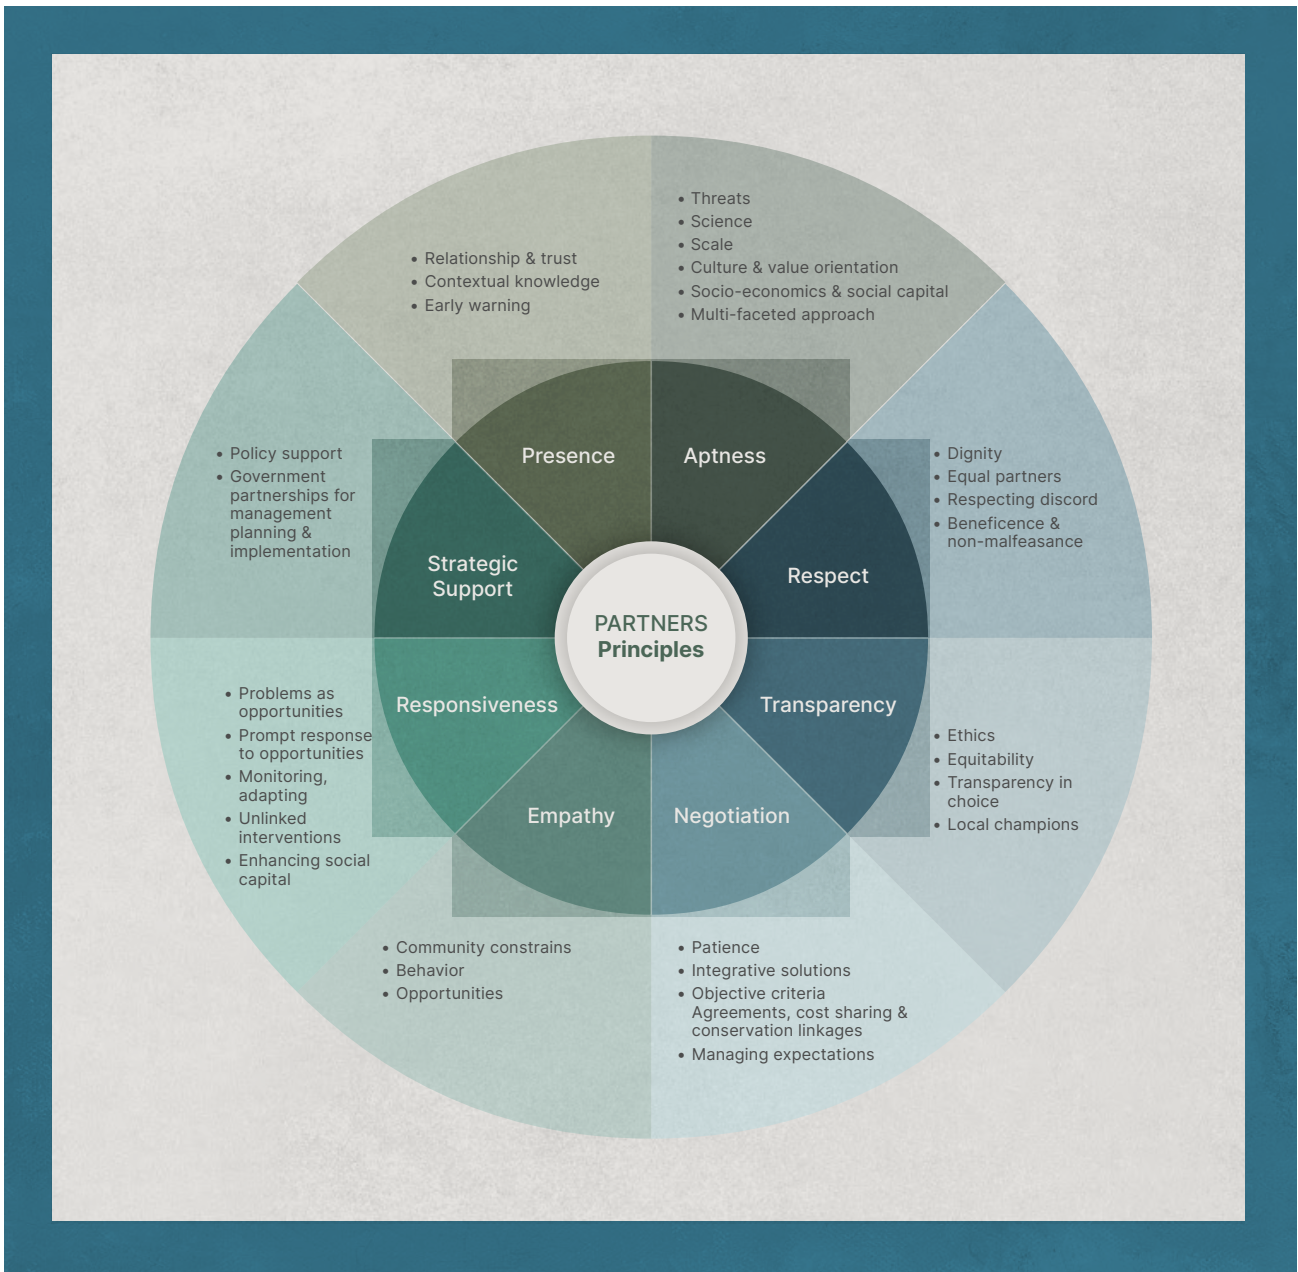 • Relationship & trust
• Contextual knowledge
• Early warning
• Threats
• Science
• Scale
• Culture & value orientation
• Socio-economics & social capital
• Multi-faceted approach
Presence
Aptness
• Policy support
• Government
partnerships for
management
planning &
implementation
• Dignity
• Equal partners
• Respecting discord
• Beneficence &
non-malfeasance
Strategic
Support
Respect
PARTNERS
Principles
Responsiveness
Transparency
• Problems as
opportunities
• Prompt response
to opportunities
• Monitoring,
adapting
• Unlinked
interventions
• Enhancing social
capital
• Ethics
• Equitability
• Transparency in
choice
• Local champions
Empathy
Negotiation
• Community constrains
• Behavior
• Opportunities
• Patience
• Integrative solutions
• Objective criteria
Agreements, cost sharing &
conservation linkages
• Managing expectations